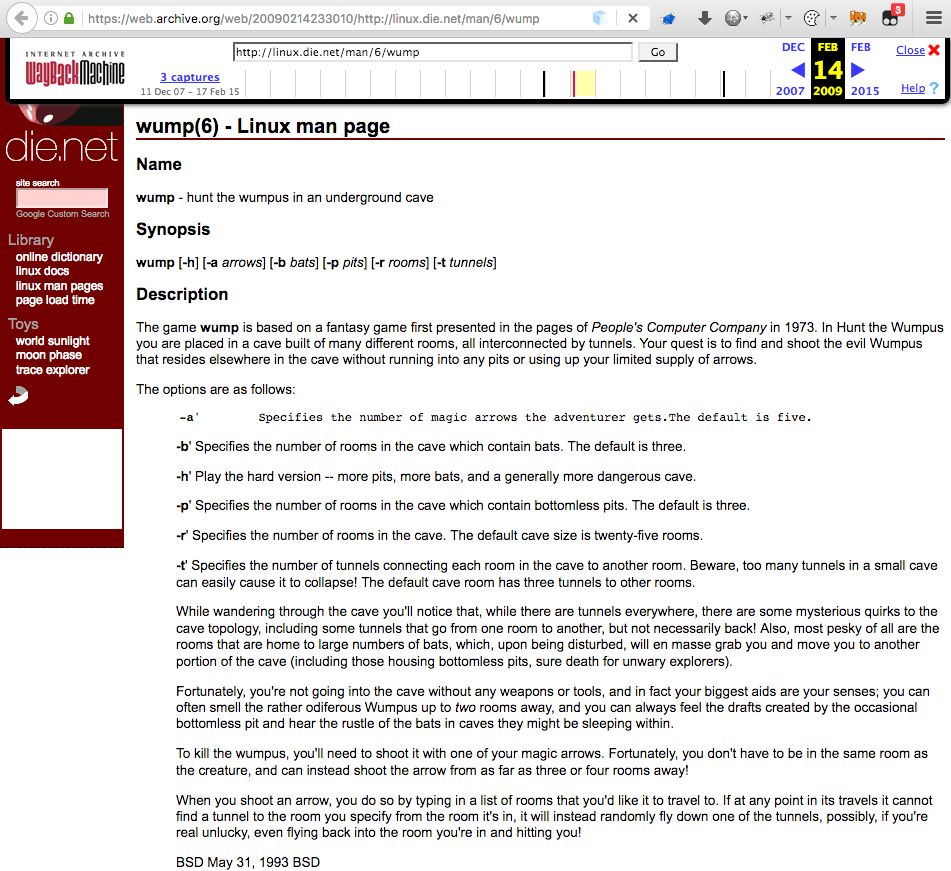 https://web.archive.org/web/20090214233010/http://linux.die.net/man/6/wump
3
INTERNET ARCHIVE
WayBackMachine
http://linux.die.net/man/6/wump
Go
DEC FEB FEB
Close
3 captures
14
11 Dec 07 - 17 Feb 15
2007 2009 2015
Help ?
die.net
site search
Google Custom Search
Library
online dictionary
linux docs
linux man pages
page load time
Toys
world sunlight
moon phase
trace explorer
wump(6) - Linux man page
Name
wump - hunt the wumpus in an underground cave
Synopsis
wump [-h] [-a arrows] [-b bats] [-p pits] [-r rooms] [-t tunnels]
Description
The game wump is based on a fantasy game first presented in the pages of People's Computer Company in 1973. In Hunt the Wumpus
you are placed in a cave built of many different rooms, all interconnected by tunnels. Your quest is to find and shoot the evil Wumpus
that resides elsewhere in the cave without running into any pits or using up your limited supply of arrows.
The options are as follows:
-a' Specifies the number of magic arrows the adventurer gets.The default is five.
-b' Specifies the number of rooms in the cave which contain bats. The default is three.
-h' Play the hard version -- more pits, more bats, and a generally more dangerous cave.
-p' Specifies the number of rooms in the cave which contain bottomless pits. The default is three.
-r' Specifies the number of rooms in the cave. The default cave size is twenty-five rooms.
-t' Specifies the number of tunnels connecting each room in the cave to another room. Beware, too many tunnels in a small cave
can easily cause it to collapse! The default cave room has three tunnels to other rooms.
While wandering through the cave you'll notice that, while there are tunnels everywhere, there are some mysterious quirks to the
cave topology, including some tunnels that go from one room to another, but not necessarily back! Also, most pesky of all are the
rooms that are home to large numbers of bats, which, upon being disturbed, will en masse grab you and move you to another
portion of the cave (including those housing bottomless pits, sure death for unwary explorers).
Fortunately, you're not going into the cave without any weapons or tools, and in fact your biggest aids are your senses; you can
often smell the rather odiferous Wumpus up to two rooms away, and you can always feel the drafts created by the occasional
bottomless pit and hear the rustle of the bats in caves they might be sleeping within.
To kill the wumpus, you'll need to shoot it with one of your magic arrows. Fortunately, you don't have to be in the same room as
the creature, and can instead shoot the arrow from as far as three or four rooms away!
When you shoot an arrow, you do so by typing in a list of rooms that you'd like it to travel to. If at any point in its travels it cannot
find a tunnel to the room you specify from the room it's in, it will instead randomly fly down one of the tunnels, possibly, if you're
real unlucky, even flying back into the room you're in and hitting you!
BSD May 31, 1993 BSD